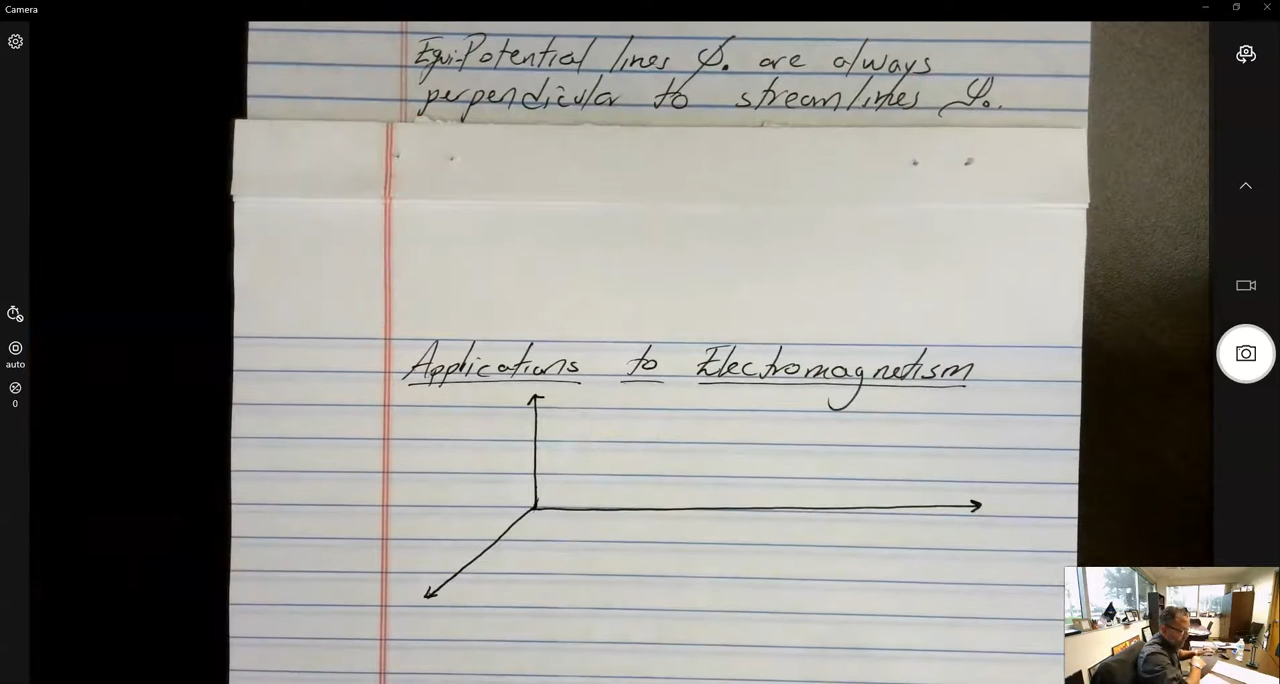 Camera
Equi-Potential lines φ. are always
perpendicular to streamlines ψ.
Applications to Electromagnetism
auto
0